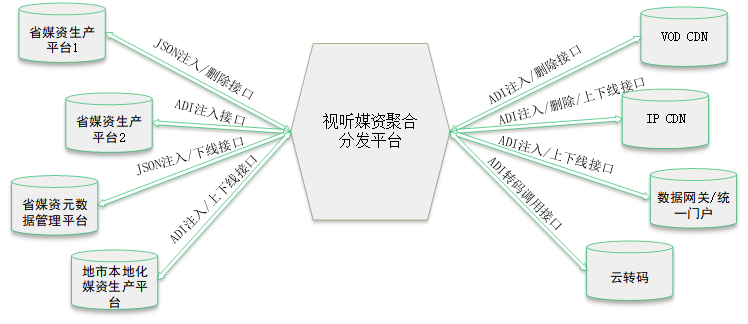 省媒资生产
平台1
JSON注入/删除接口
省媒资生产
平台2
ADI注入接口
省媒资元数
据管理平台
JSON注入/下线接口
地市本地化
媒资生产平
台
ADI注入/上下线接口
视听媒资聚合
分发平台
ADI注入/删除接口
VOD CDN
ADI注入/删除/上下线接口
IP CDN
ADI注入/上下线接口
数据网关/统
一门户
ADI转码调用接口
云转码